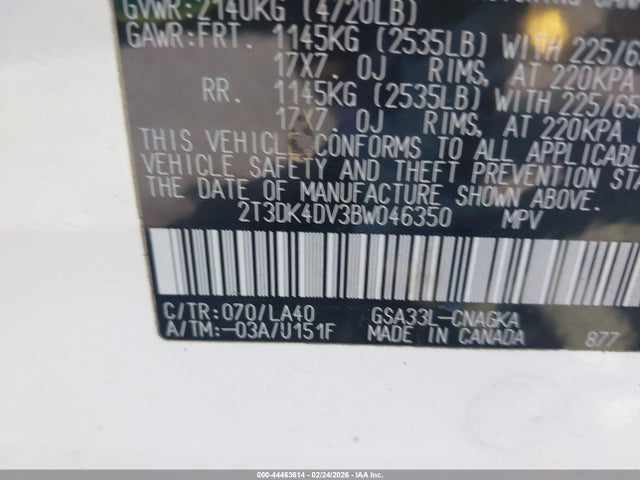 GVWR:2140KG (4720LB)
GAWR:FRT. 1145KG (2535LB) WITH 225/65
17X7. 0J RIMS, AT 220KPA
RR. 1145KG (2535LB) WITH 225/65
17X7. 0J RIMS, AT 220KPA
THIS VEHICLE CONFORMS TO ALL APPLICABL
VEHICLE SAFETY AND THEFT PREVENTION STA
THE DATE OF MANUFACTURE SHOWN ABOVE.
2T3DK4DV3BW046350 MPV
C/TR:070/LA40 GSA33L-CNAGKA
A/TM:-03A/U151F MADE IN CANADA 877
000-44463614 - 02/24/2026 - IAA Inc.